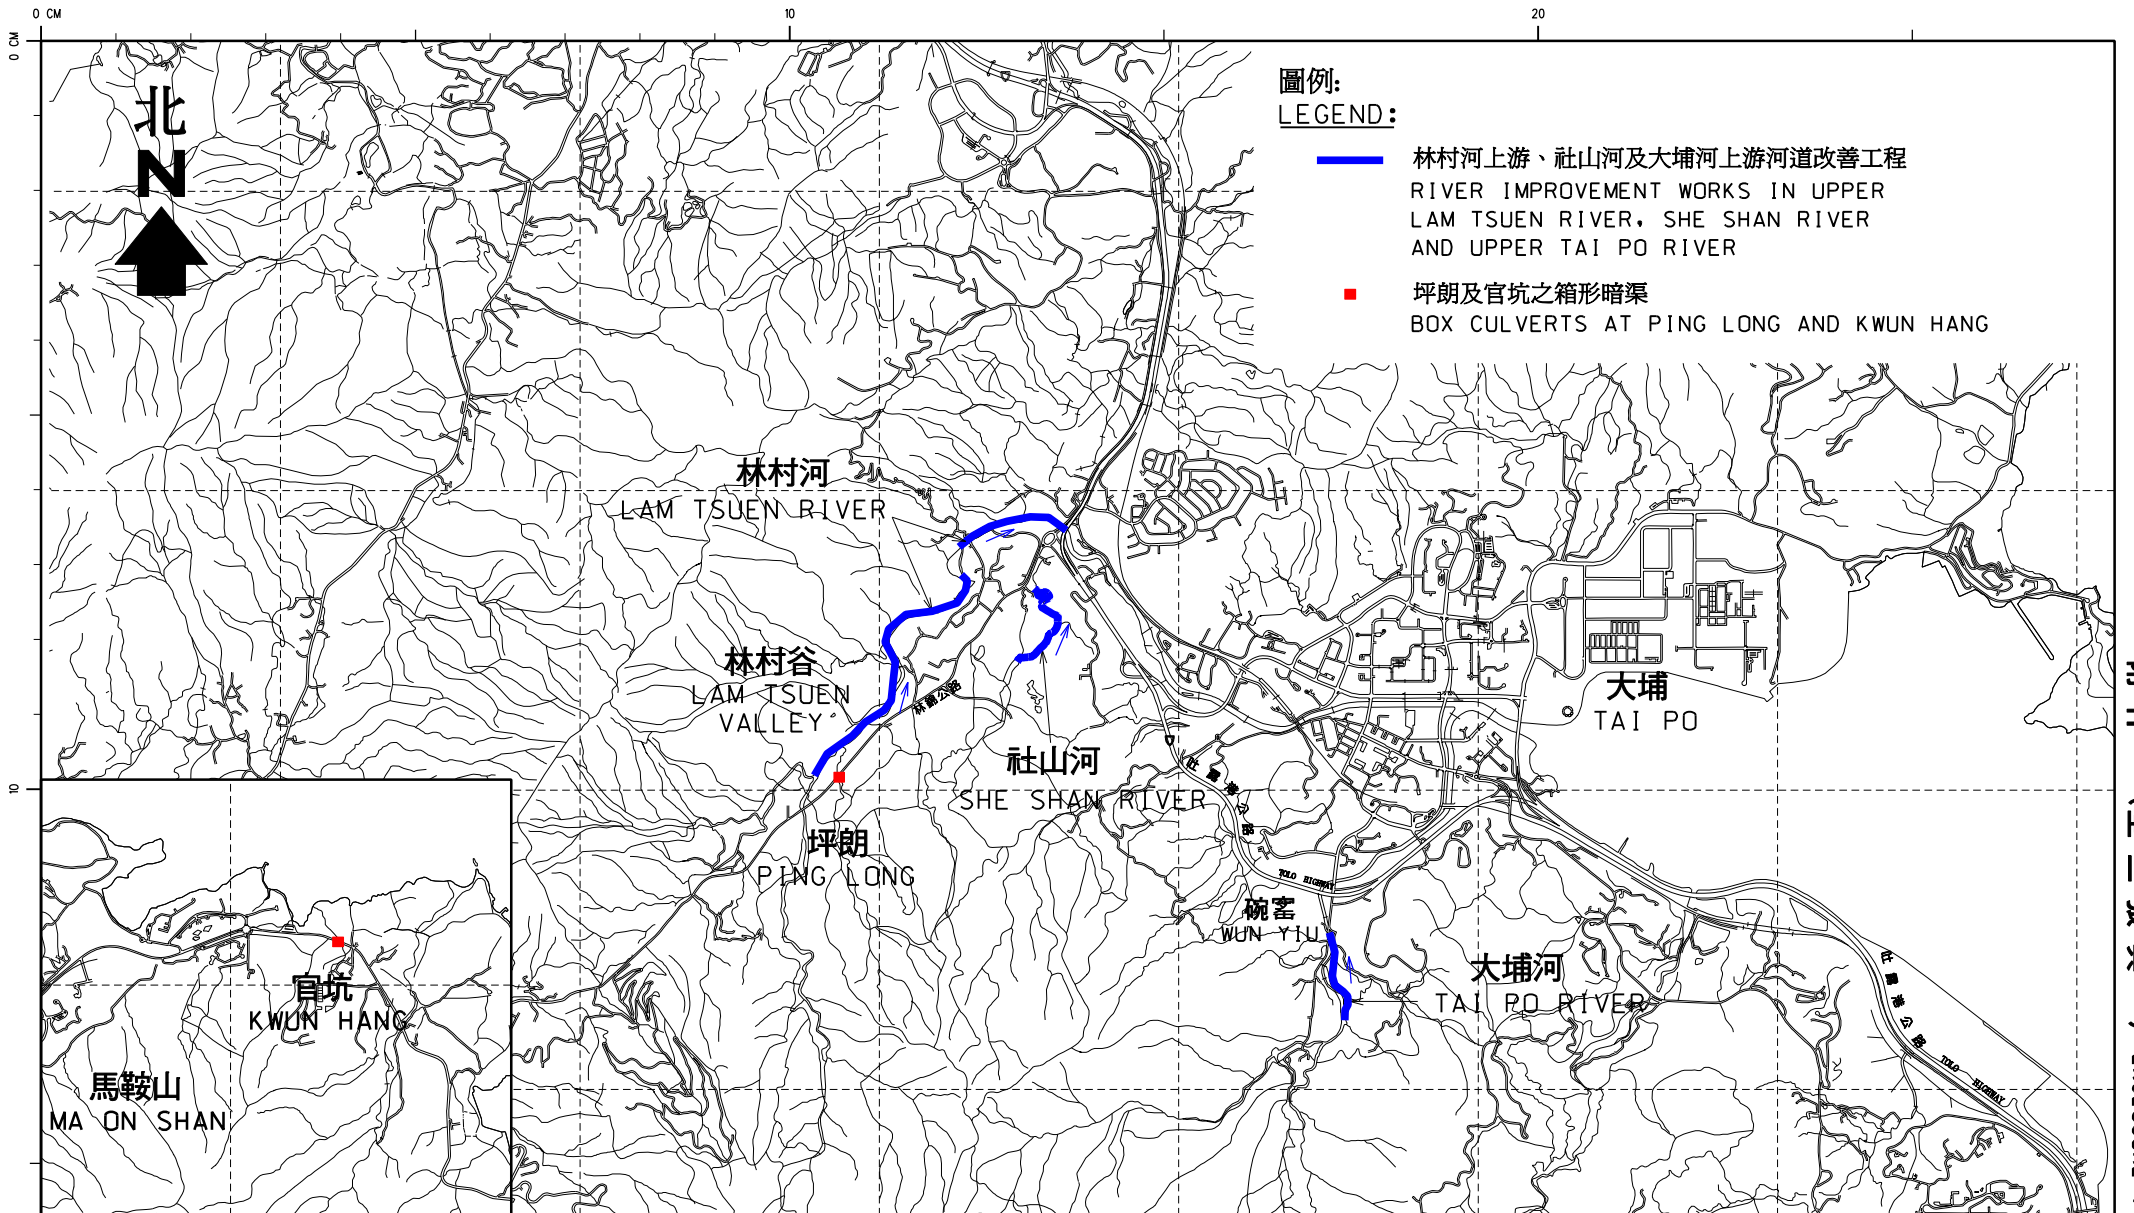 0 CM
10
20
0 CM
北
N
圖例:
LEGEND:
林村河上游、社山河及大埔河上游河道改善工程
RIVER IMPROVEMENT WORKS IN UPPER
LAM TSUEN RIVER, SHE SHAN RIVER
AND UPPER TAI PO RIVER
坪朗及官坑之箱形暗渠
BOX CULVERTS AT PING LONG AND KWUN HANG
林村河
LAM TSUEN RIVER
林村谷
LAM TSUEN
VALLEY
林錦公路
大埔
TAI PO
社山河
SHE SHAN RIVER
吐露港公路
10
坪朗
PING LONG
TOLO HIGHWAY
碗窰
WUN YIU
大埔河
TAI PO RIVER
吐露港公路
TOLO HIGHWAY
官坑
KWUN HANG
馬鞍山
MA ON SHAN